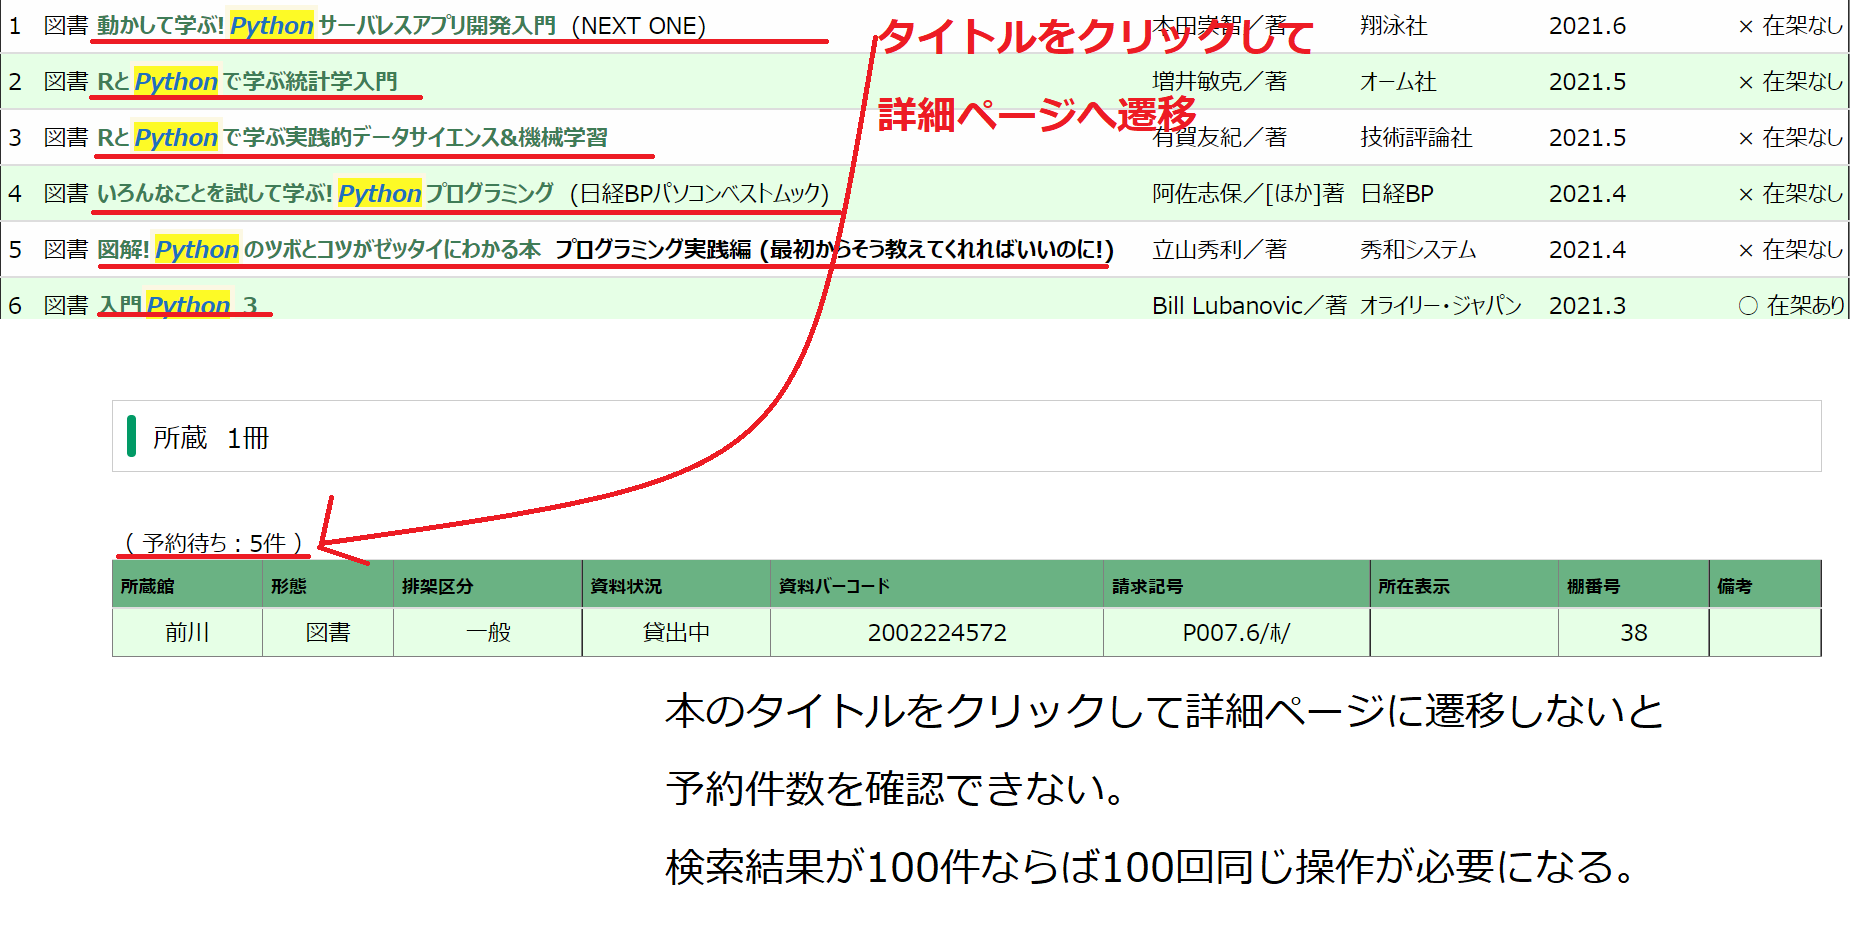 1 図書 動かして学ぶ! Python サーバレスアプリ開発入門 (NEXT ONE) 本田崇智／著 翔泳社 2021.6 × 在架なし
タイトルをクリックして
2 図書 Rと Python で学ぶ統計学入門 増井敏克／著 オーム社 2021.5 × 在架なし
詳細ページへ遷移
3 図書 Rと Python で学ぶ実践的データサイエンス&機械学習 有賀友紀／著 技術評論社 2021.5 × 在架なし
4 図書 いろんなことを試して学ぶ! Python プログラミング (日経BPパソコンベストムック) 阿佐志保／[ほか]著 日経BP 2021.4 × 在架なし
5 図書 図解! Python のツボとコツがゼッタイにわかる本 プログラミング実践編 (最初からそう教えてくれればいいのに!) 立山秀利／著 秀和システム 2021.4 × 在架なし
6 図書 入門 Python 3 Bill Lubanovic／著 オライリー・ジャパン 2021.3 ○ 在架あり
所蔵 1冊
( 予約待ち：5件 )
所蔵館 形態 排架区分 資料状況 資料バーコード 請求記号 所在表示 棚番号 備考
前川 図書 一般 貸出中 2002224572 P007.6/ﾎ/ 38
本のタイトルをクリックして詳細ページに遷移しないと
予約件数を確認できない。
検索結果が100件ならば100回同じ操作が必要になる。